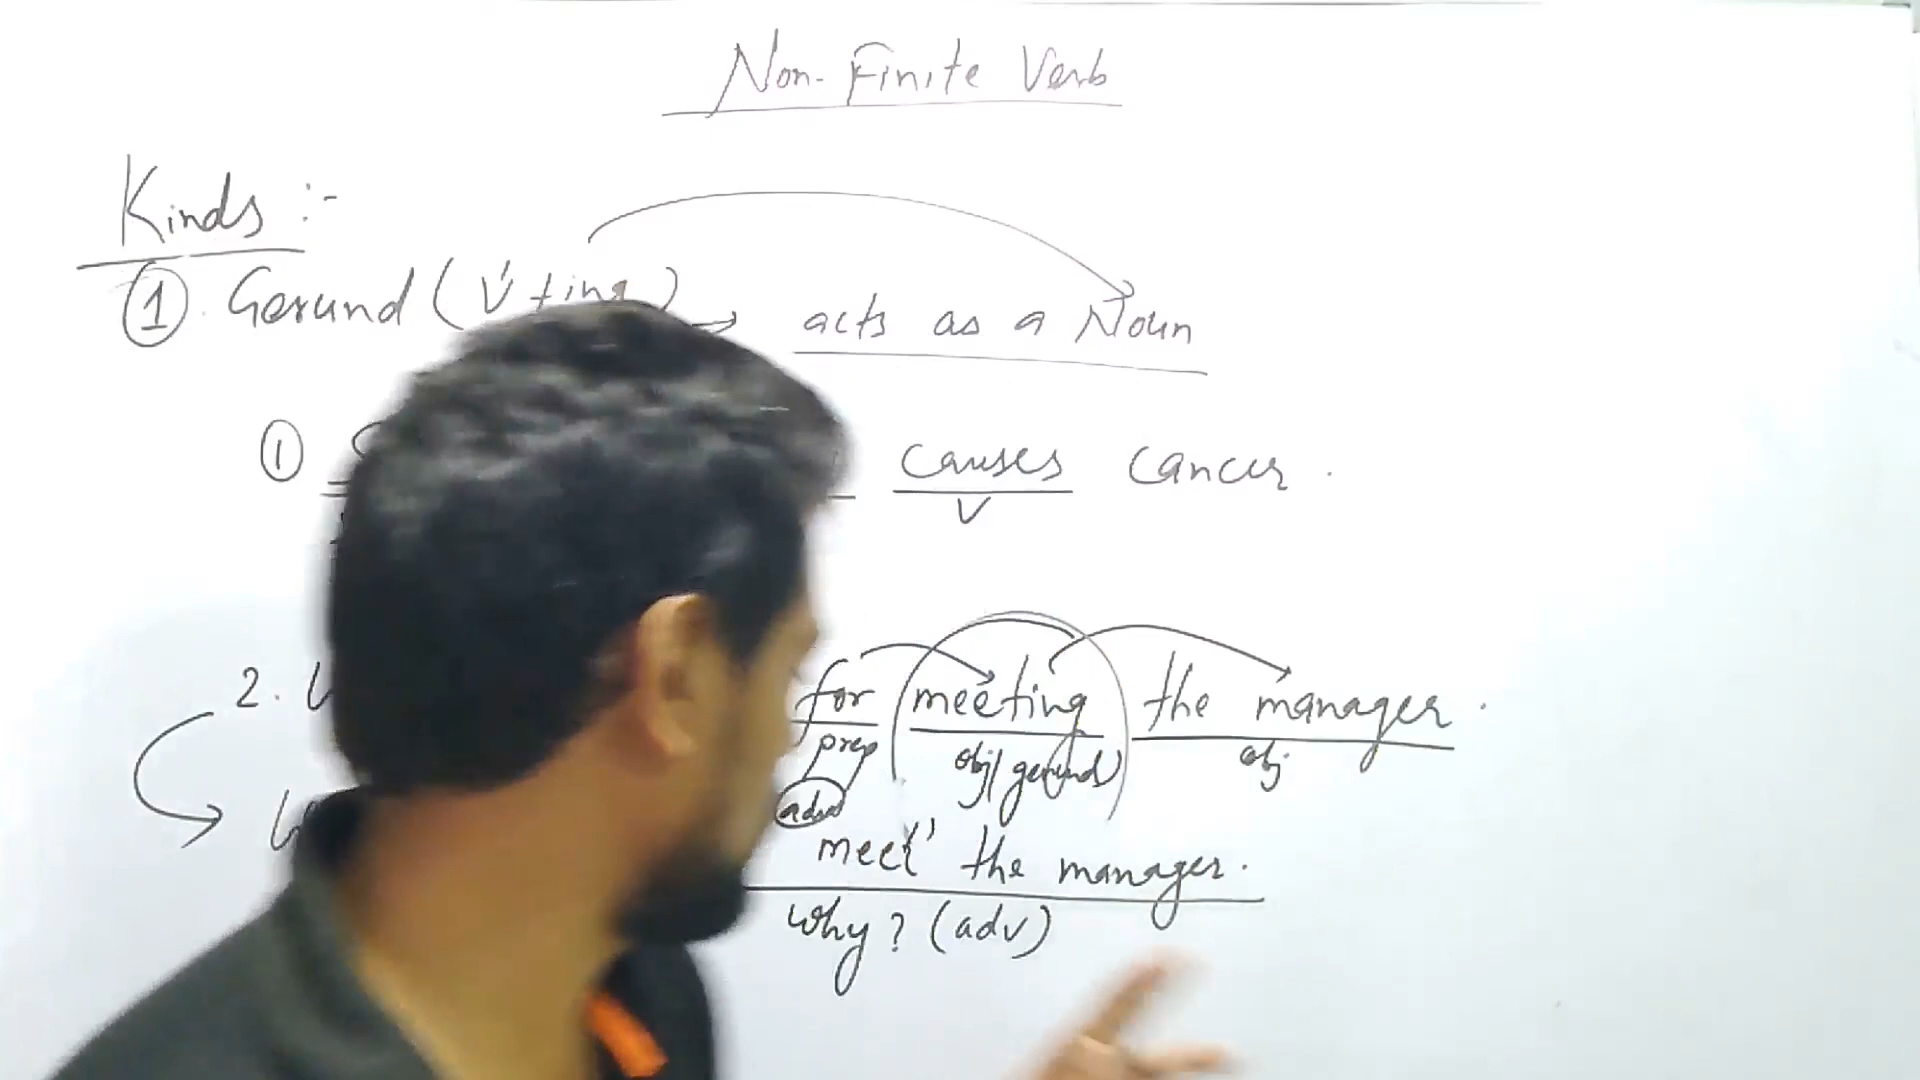 Non-Finite Verb
Kinds :-
1. Gerund (V'+ing) → acts as a Noun
1 causes cancer.
V
2. for meeting the manager.
prep obj/gerund obj
adv
meet' the manager.
why? (adv)